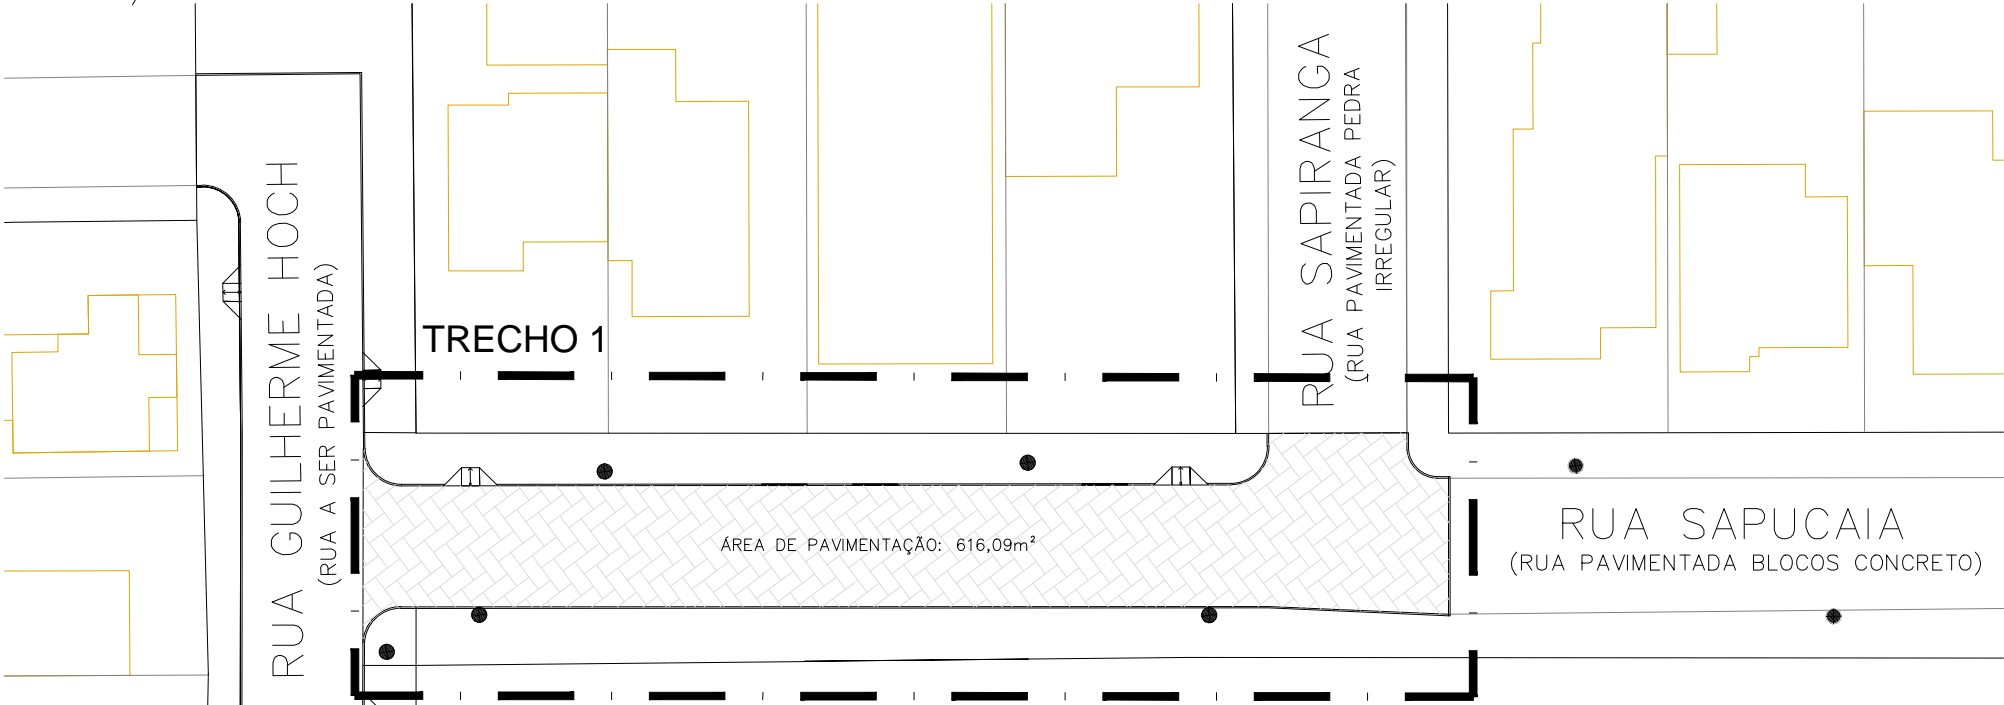 RUA GUILHERME HOCH
(RUA A SER PAVIMENTADA)
TRECHO 1
RUA SAPIRANGA
(RUA PAVIMENTADA PEDRA
IRREGULAR)
ÁREA DE PAVIMENTAÇÃO: 616,09m²
RUA SAPUCAIA
(RUA PAVIMENTADA BLOCOS CONCRETO)